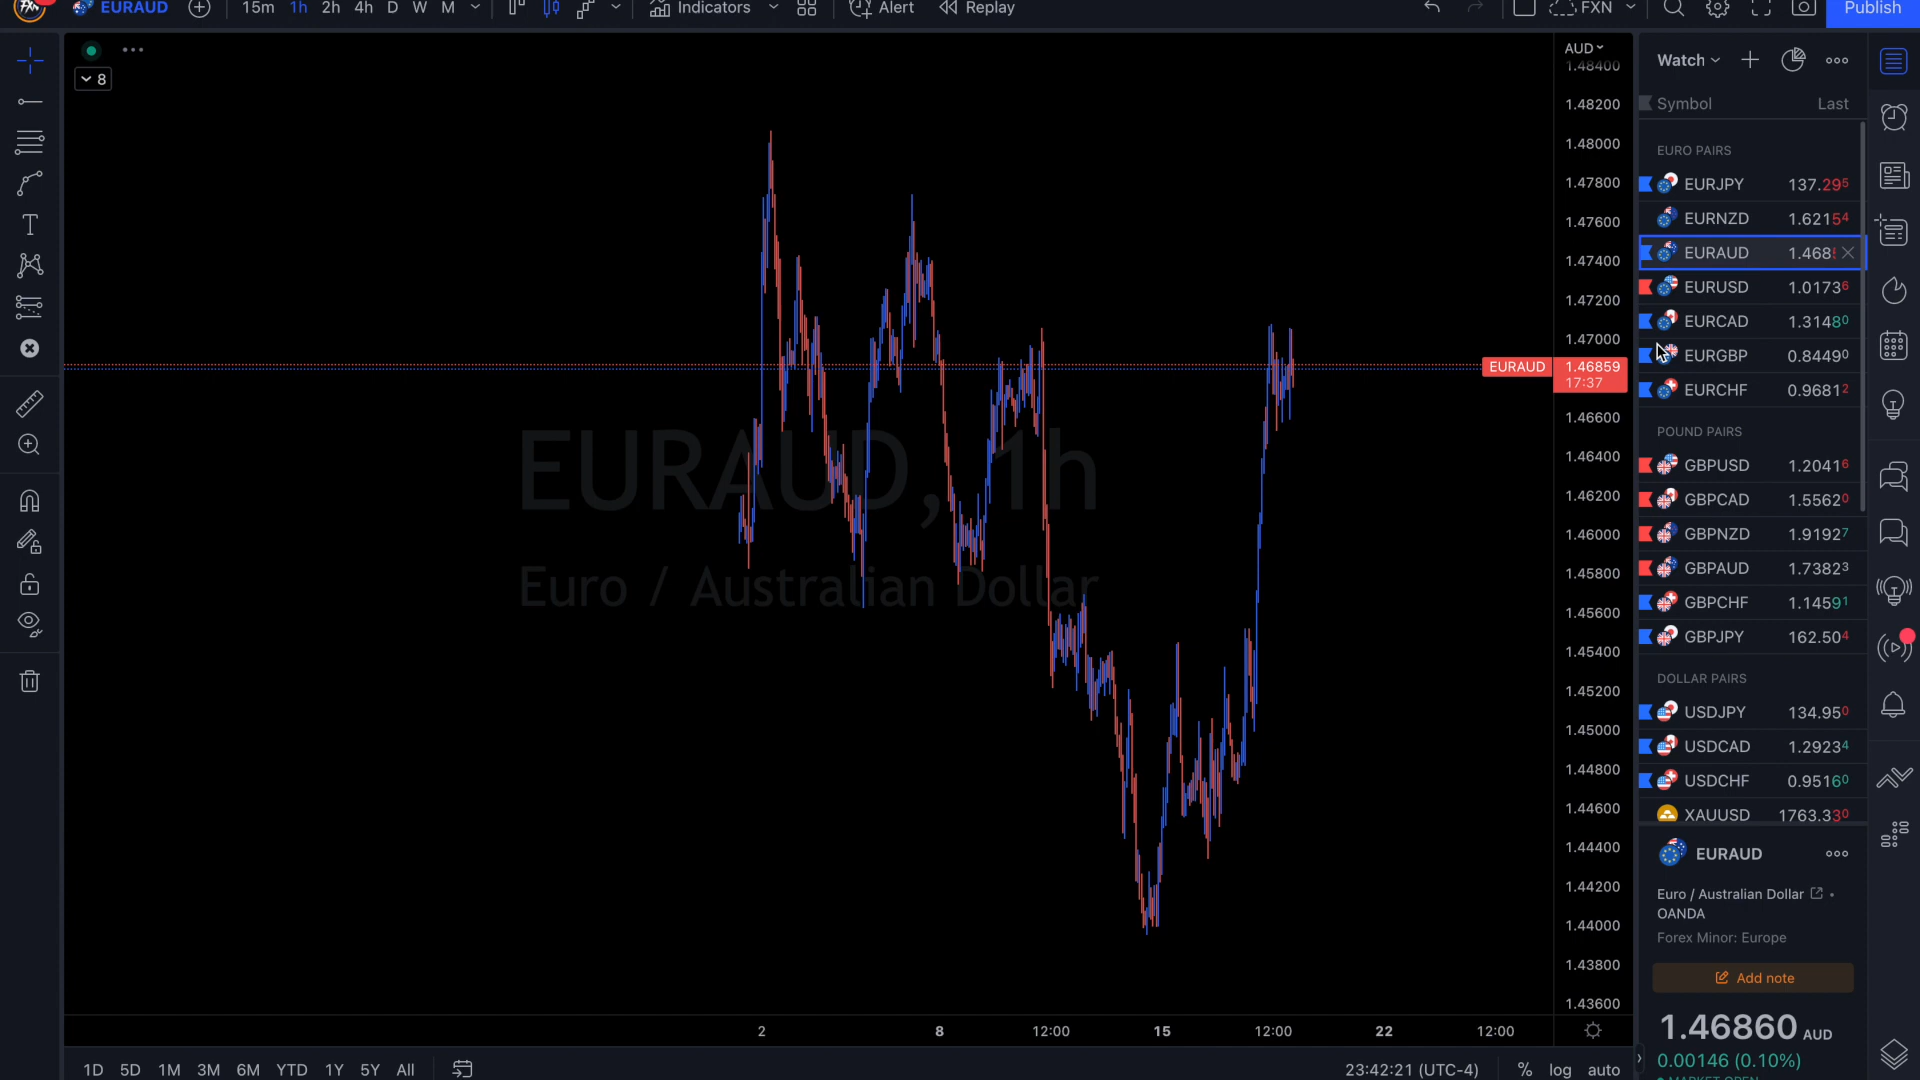 EURAUD 15m 1h 2h 4h D W M Indicators Alert Replay FXN Publish
8
AUD
1.48400
1.48200
1.48000
1.47800
1.47600
1.47400
1.47200
1.47000
EURAUD 1.46859
17:37
1.46600
1.46400
1.46200
1.46000
1.45800
1.45600
1.45400
1.45200
1.45000
1.44800
1.44600
1.44400
1.44200
1.44000
1.43800
1.43600
EURAUD, 1h
Euro / Australian Dollar
2 8 12:00 15 12:00 22 12:00
1D 5D 1M 3M 6M YTD 1Y 5Y All 23:42:21 (UTC-4) % log auto
Watch
Symbol Last
EURO PAIRS
EURJPY 137.295
EURNZD 1.62154
EURAUD 1.468
EURUSD 1.01736
EURCAD 1.31480
EURGBP 0.84490
EURCHF 0.96812
POUND PAIRS
GBPUSD 1.20416
GBPCAD 1.55620
GBPNZD 1.91927
GBPAUD 1.73823
GBPCHF 1.14591
GBPJPY 162.504
DOLLAR PAIRS
USDJPY 134.950
USDCAD 1.29234
USDCHF 0.95160
XAUUSD 1763.330
EURAUD
Euro / Australian Dollar •
OANDA
Forex Minor: Europe
Add note
1.46860 AUD
0.00146 (0.10%)
MARKET OPEN